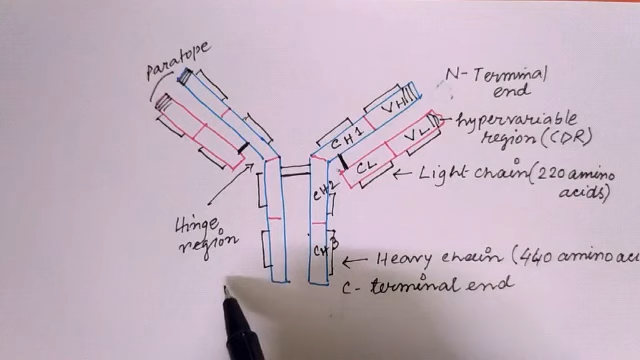 Paratope
N-Terminal
end
VH
CH1
hypervariable
region (CDR)
VL
CL
Light chain (220 amino
acids)
CH2
Hinge
region
CH3
Heavy chain (440 amino
C-terminal end